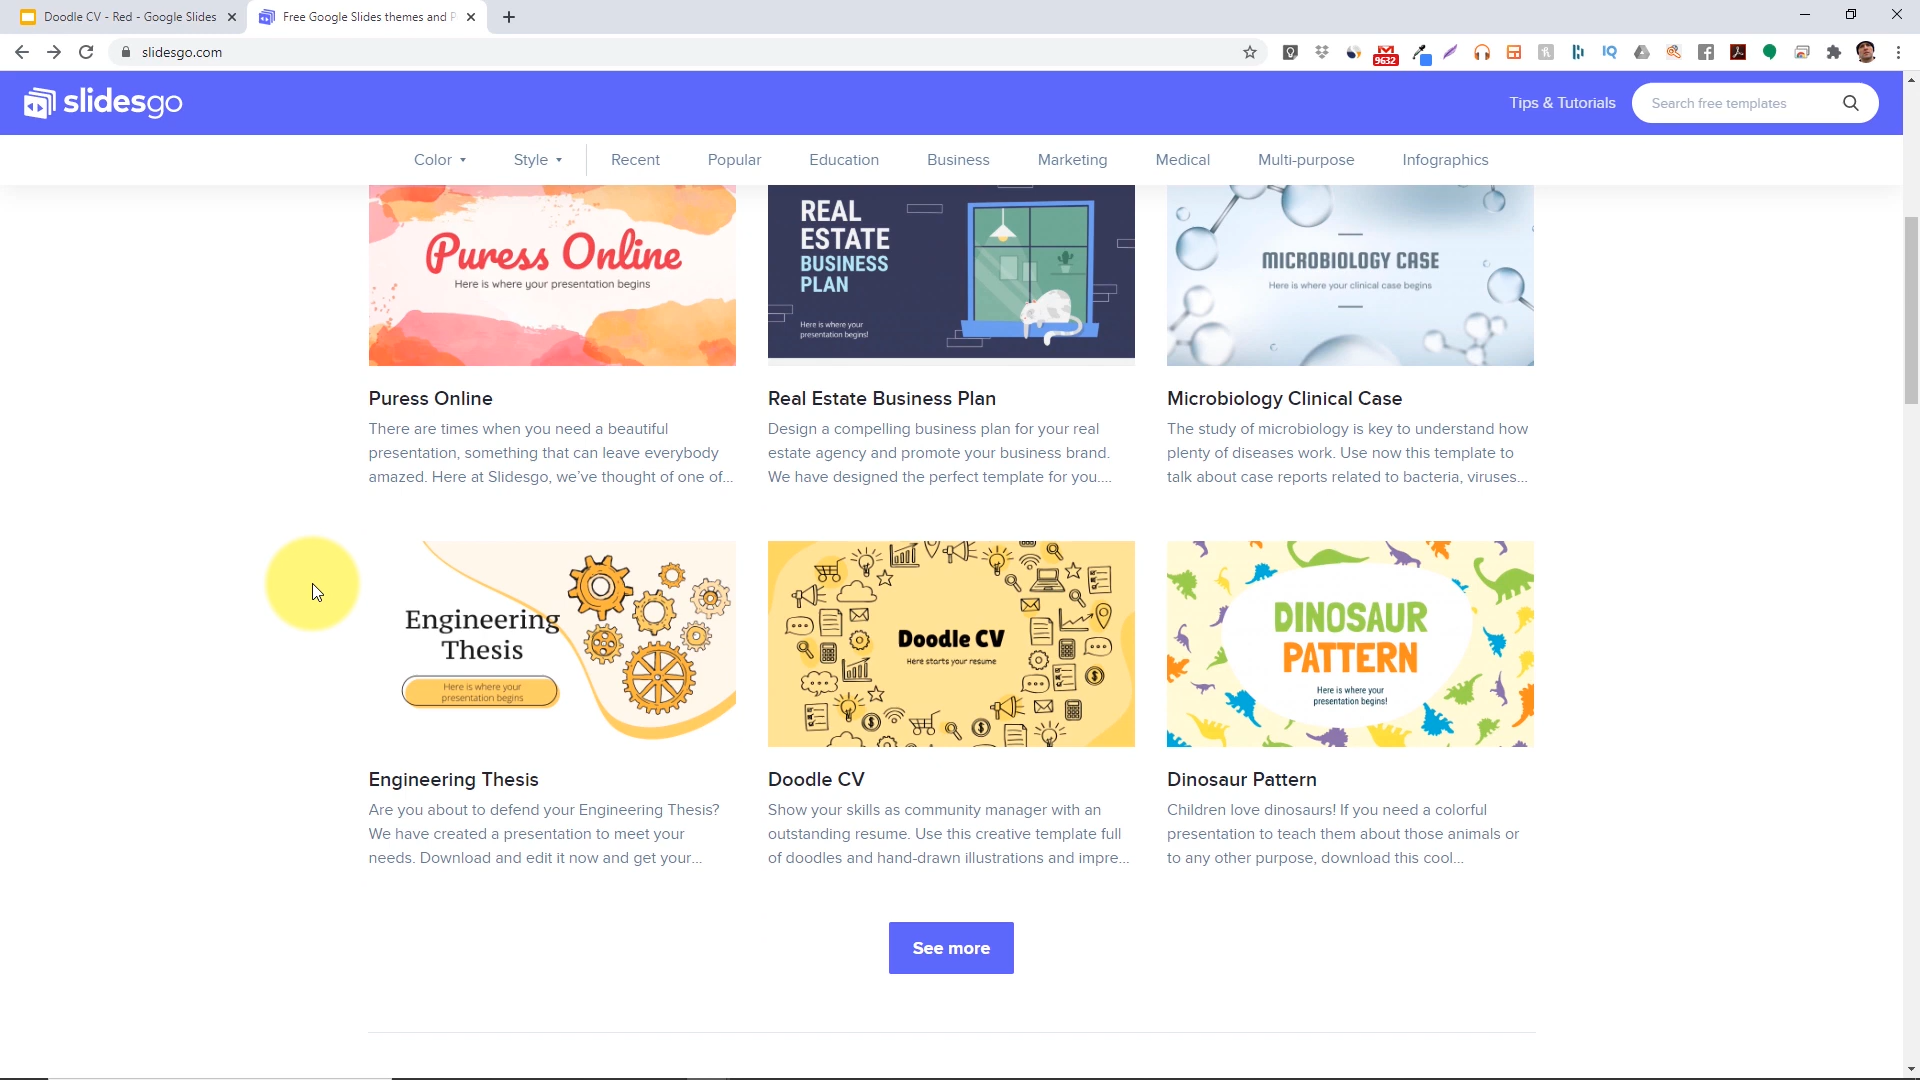 Doodle CV - Red - Google Slides
Free Google Slides themes and P
slidesgo.com
9632
slidesgo
Tips & Tutorials
Search free templates
Color
Style
Recent
Popular
Education
Business
Marketing
Medical
Multi-purpose
Infographics
Puress Online
Here is where your presentation begins
REAL
ESTATE
BUSINESS
PLAN
Here is where your
presentation begins!
MICROBIOLOGY CASE
Here is where your clinical case begins
Puress Online
There are times when you need a beautiful
presentation, something that can leave everybody
amazed. Here at Slidesgo, we've thought of one of...
Real Estate Business Plan
Design a compelling business plan for your real
estate agency and promote your business brand.
We have designed the perfect template for you....
Microbiology Clinical Case
The study of microbiology is key to understand how
plenty of diseases work. Use now this template to
talk about case reports related to bacteria, viruses...
Engineering
Thesis
Here is where your
presentation begins
Doodle CV
Here starts your resume
DINOSAUR
PATTERN
Here is where your
presentation begins!
Engineering Thesis
Are you about to defend your Engineering Thesis?
We have created a presentation to meet your
needs. Download and edit it now and get your...
Doodle CV
Show your skills as community manager with an
outstanding resume. Use this creative template full
of doodles and hand-drawn illustrations and impre...
Dinosaur Pattern
Children love dinosaurs! If you need a colorful
presentation to teach them about those animals or
to any other purpose, download this cool...
See more